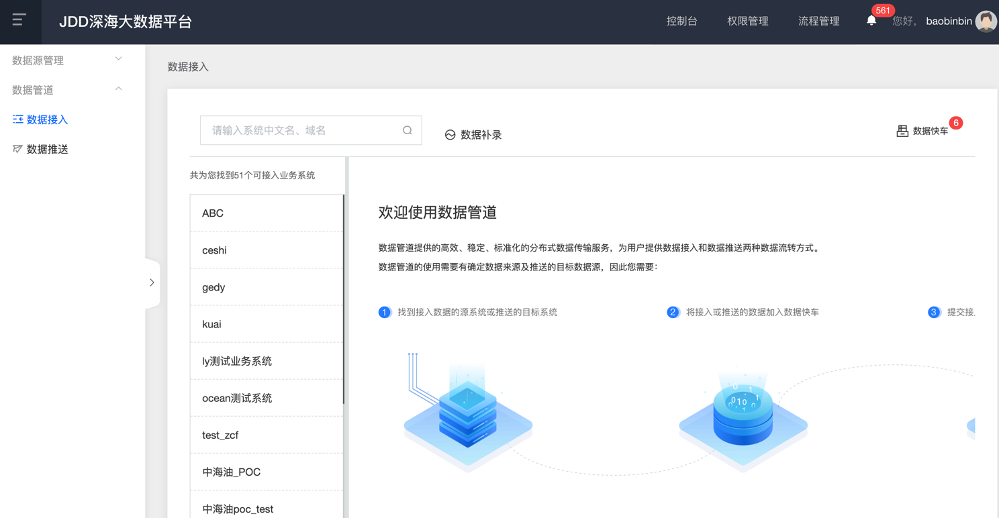 JDD深海大数据平台
控制台
权限管理
流程管理
561
您好，
baobinbin
数据源管理
数据管道
数据接入
数据推送
数据接入
请输入系统中文名、域名
数据补录
数据快车
6
共为您找到51个可接入业务系统
ABC
ceshi
gedy
kuai
ly测试业务系统
ocean测试系统
test_zcf
中海油_POC
中海油poc_test
欢迎使用数据管道
数据管道提供的高效、稳定、标准化的分布式数据传输服务，为用户提供数据接入和数据推送两种数据流转方式。
数据管道的使用需要有确定数据来源及推送的目标数据源，因此您需要：
1 找到接入数据的源系统或推送的目标系统
2 将接入或推送的数据加入数据快车
3 提交接